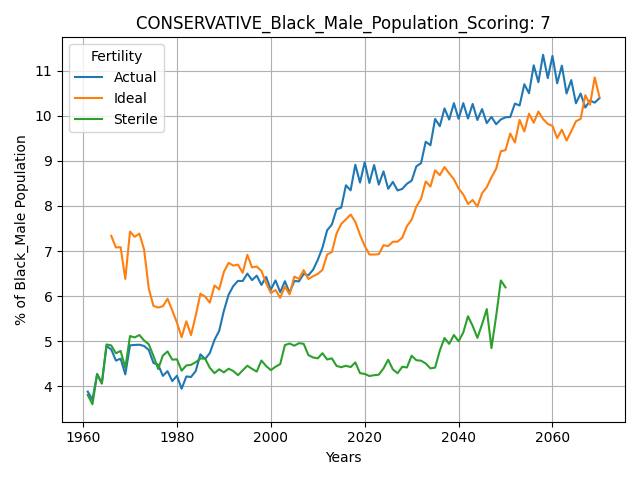 CONSERVATIVE_Black_Male_Population_Scoring: 7
Fertility
Actual
Ideal
Sterile
% of Black_Male Population
11
10
9
8
7
6
5
4
1960 1980 2000 2020 2040 2060
Years